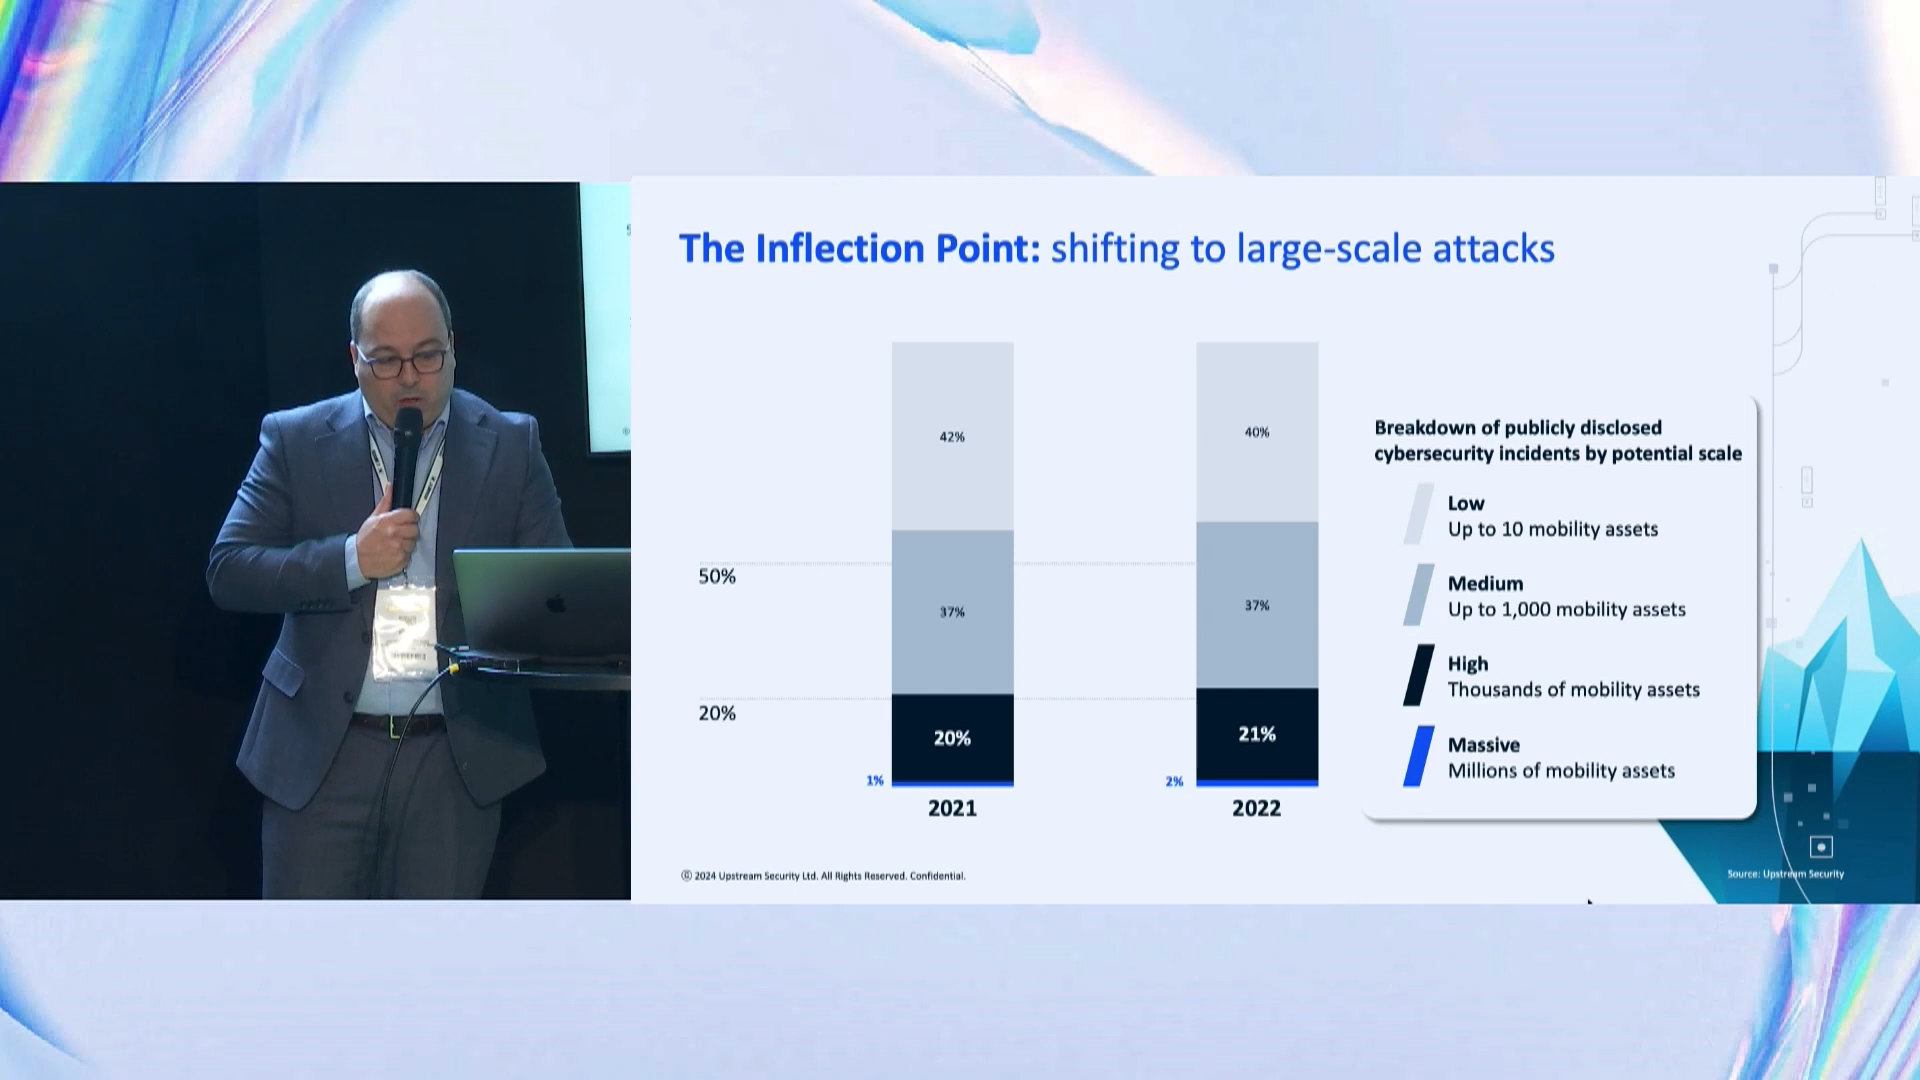 The Inflection Point: shifting to large-scale attacks
42%
40%
50%
37%
37%
20%
20%
21%
1%
2%
2021
2022
Breakdown of publicly disclosed
cybersecurity incidents by potential scale
Low
Up to 10 mobility assets
Medium
Up to 1,000 mobility assets
High
Thousands of mobility assets
Massive
Millions of mobility assets
© 2024 Upstream Security Ltd. All Rights Reserved. Confidential.
Source: Upstream Security